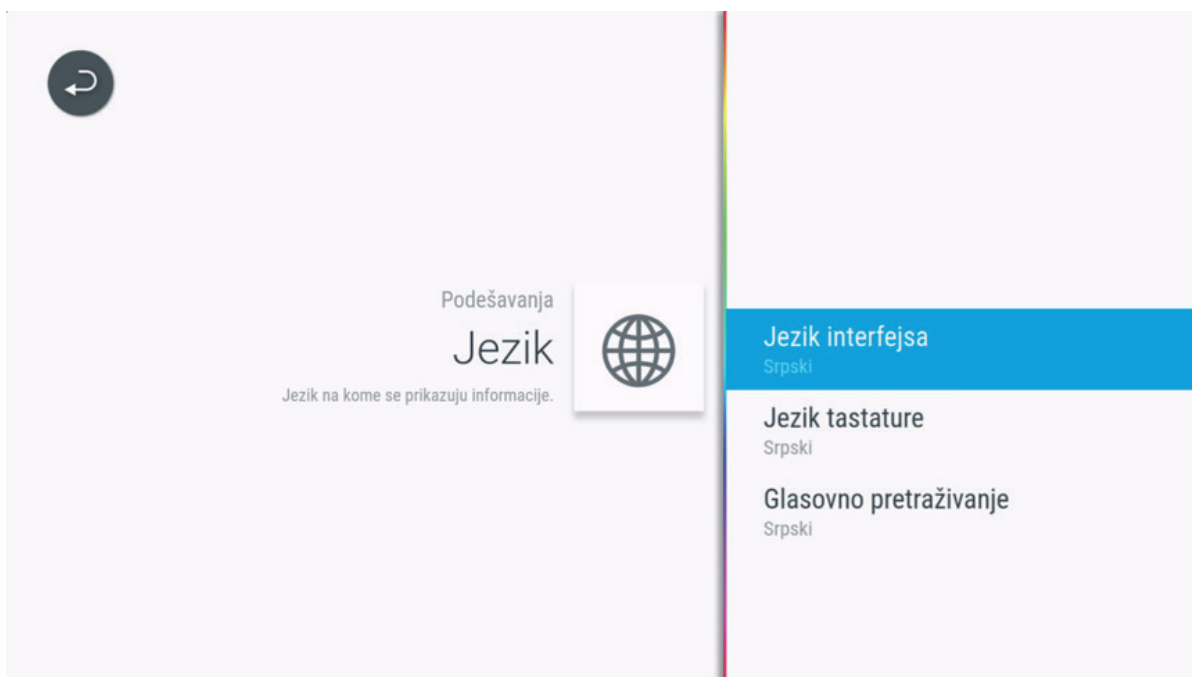 Podešavanja
Jezik
Jezik na kome se prikazuju informacije.
Jezik interfejsa
Srpski
Jezik tastature
Srpski
Glasovno pretraživanje
Srpski